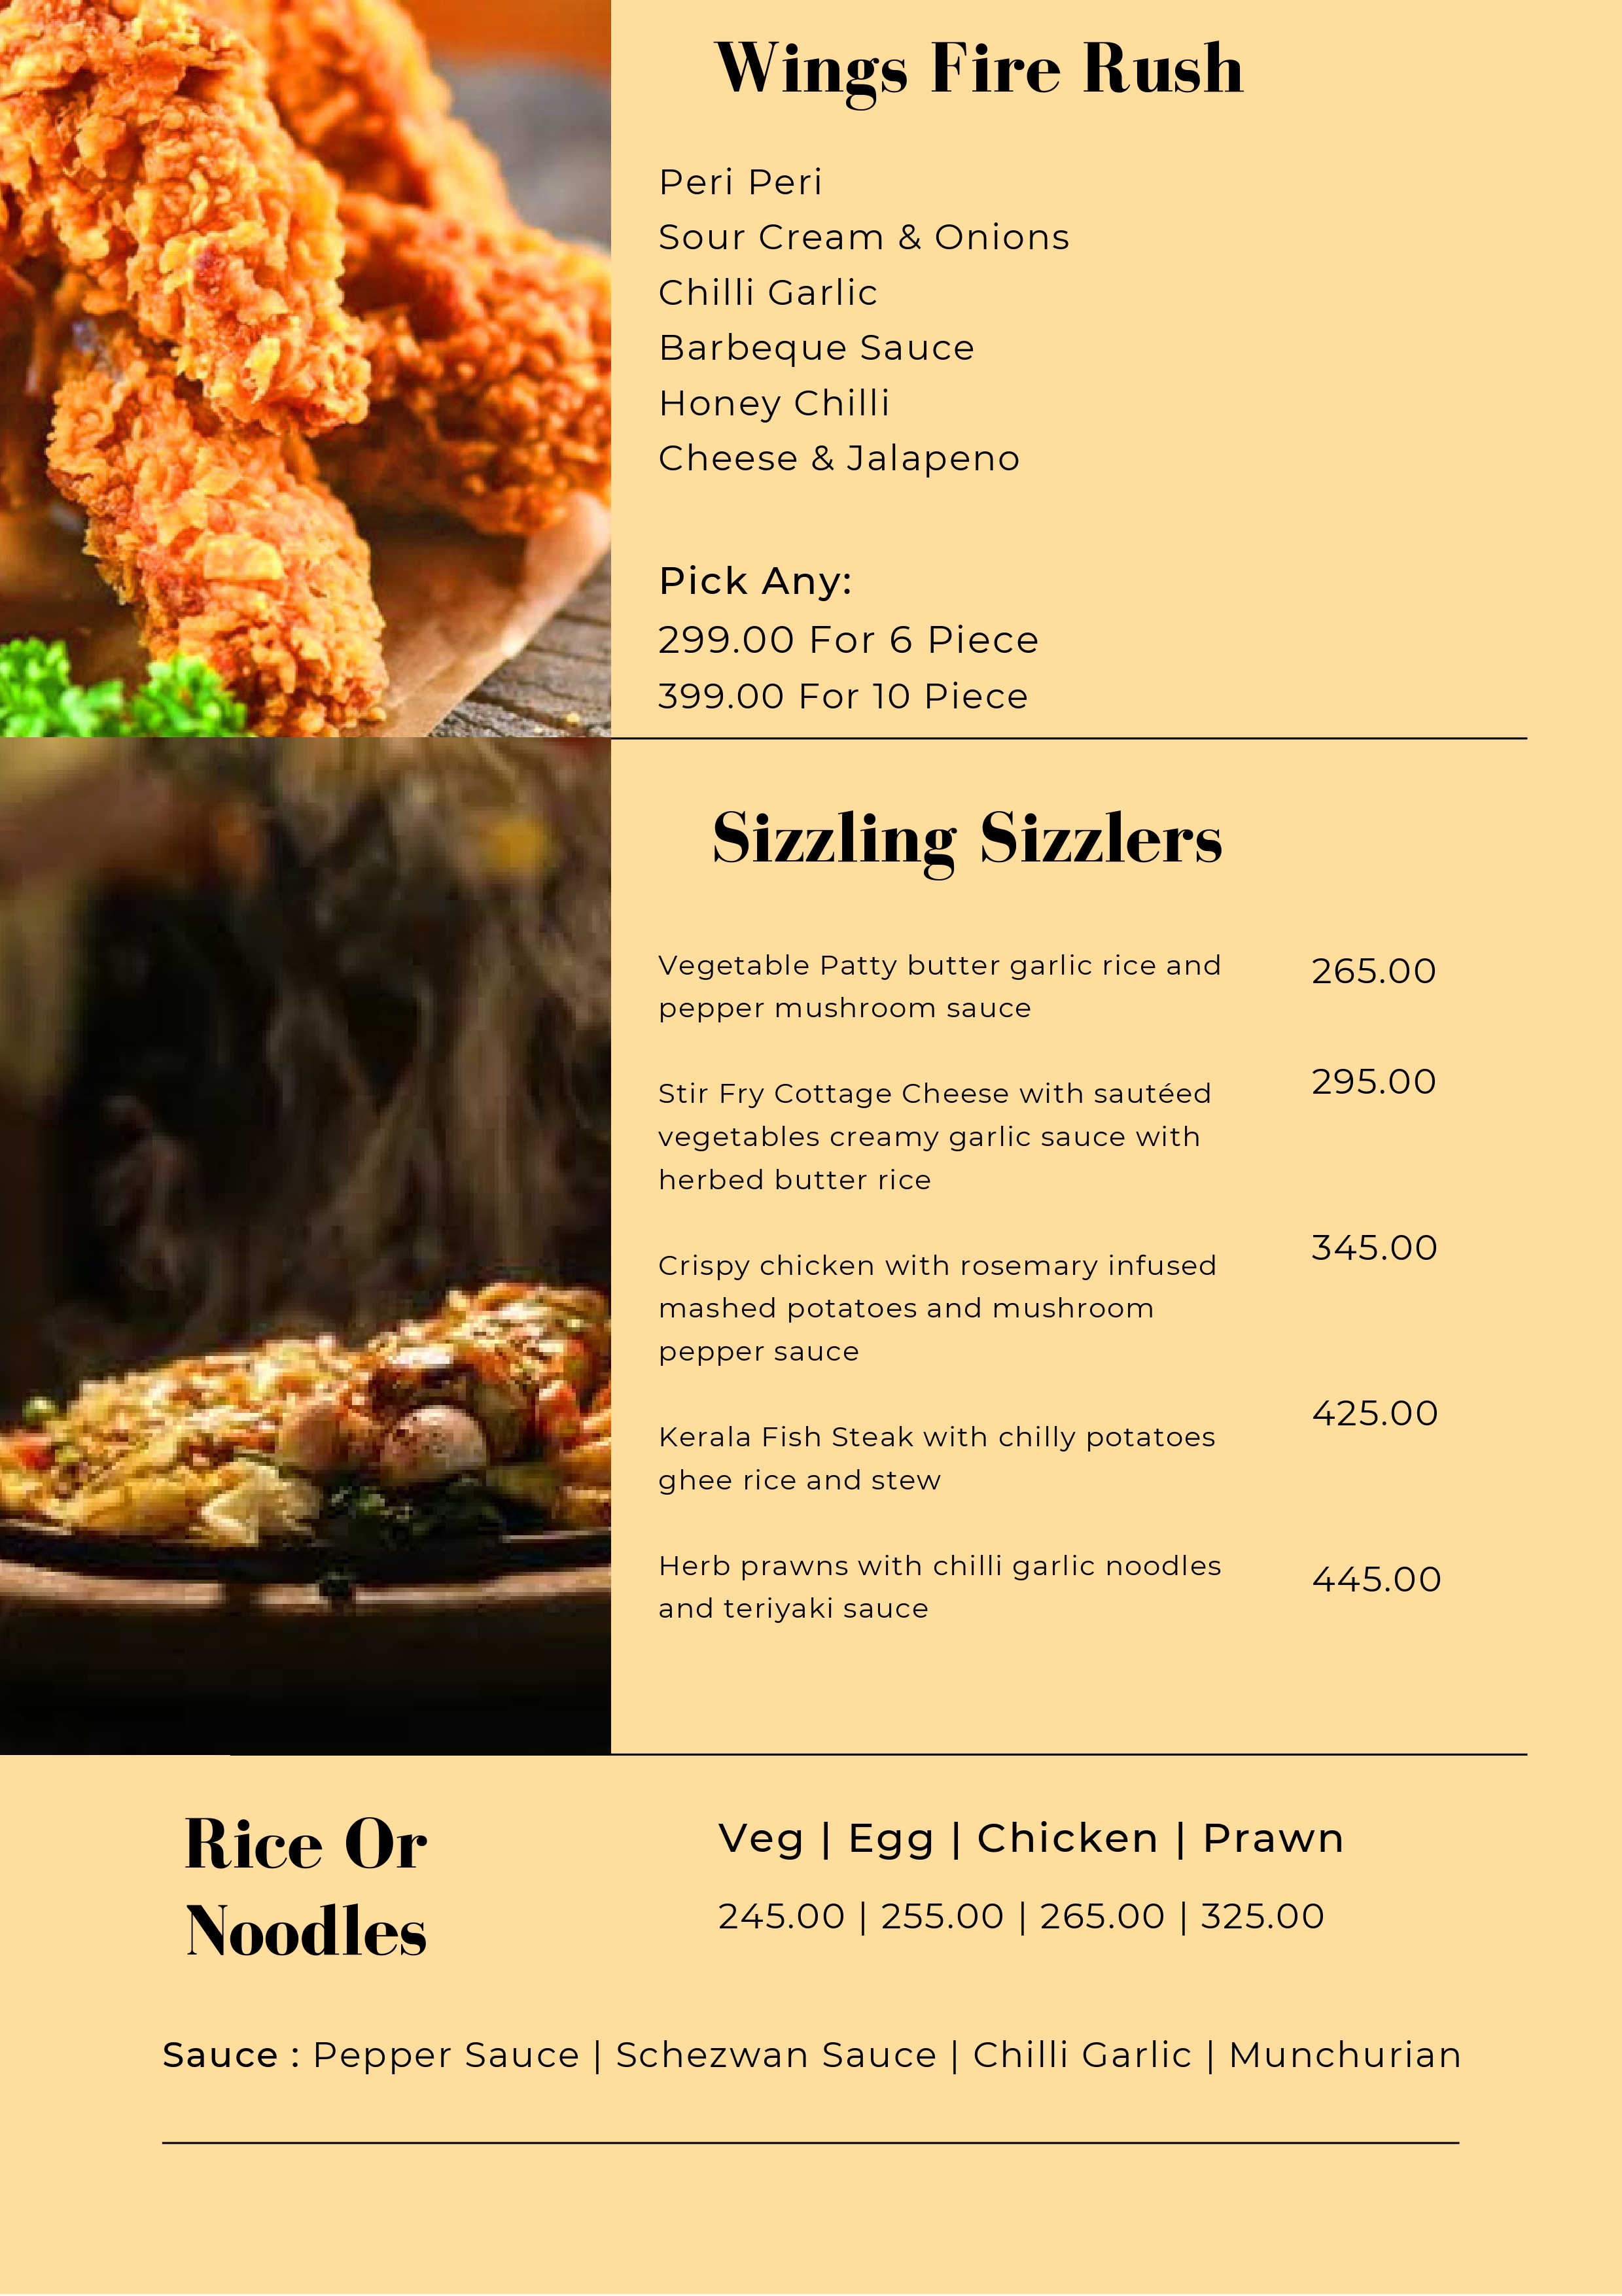 Wings Fire Rush
Peri Peri
Sour Cream & Onions
Chilli Garlic
Barbeque Sauce
Honey Chilli
Cheese & Jalapeno
Pick Any:
299.00 For 6 Piece
399.00 For 10 Piece
Sizzling Sizzlers
Vegetable Patty butter garlic rice and 265.00
pepper mushroom sauce
Stir Fry Cottage Cheese with sautéed 295.00
vegetables creamy garlic sauce with
herbed butter rice
Crispy chicken with rosemary infused 345.00
mashed potatoes and mushroom
pepper sauce
Kerala Fish Steak with chilly potatoes 425.00
ghee rice and stew
Herb prawns with chilli garlic noodles 445.00
and teriyaki sauce
Rice Or
Noodles
Veg | Egg | Chicken | Prawn
245.00 | 255.00 | 265.00 | 325.00
Sauce : Pepper Sauce | Schezwan Sauce | Chilli Garlic | Munchurian